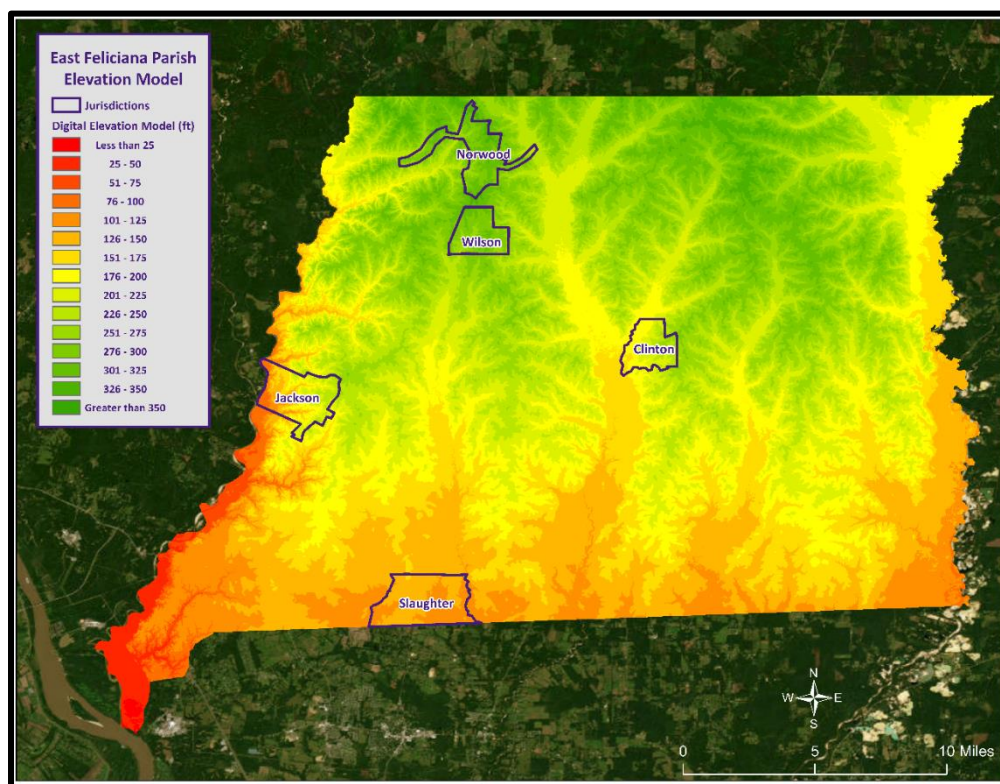 East Feliciana Parish
Elevation Model
Jurisdictions
Digital Elevation Model (ft)
Less than 25
25 - 50
51 - 75
76 - 100
101 - 125
126 - 150
151 - 175
176 - 200
201 - 225
226 - 250
251 - 275
276 - 300
301 - 325
326 - 350
Greater than 350
Norwood
Wilson
Clinton
Jackson
Slaughter
N
W E
S
0 5 10 Miles